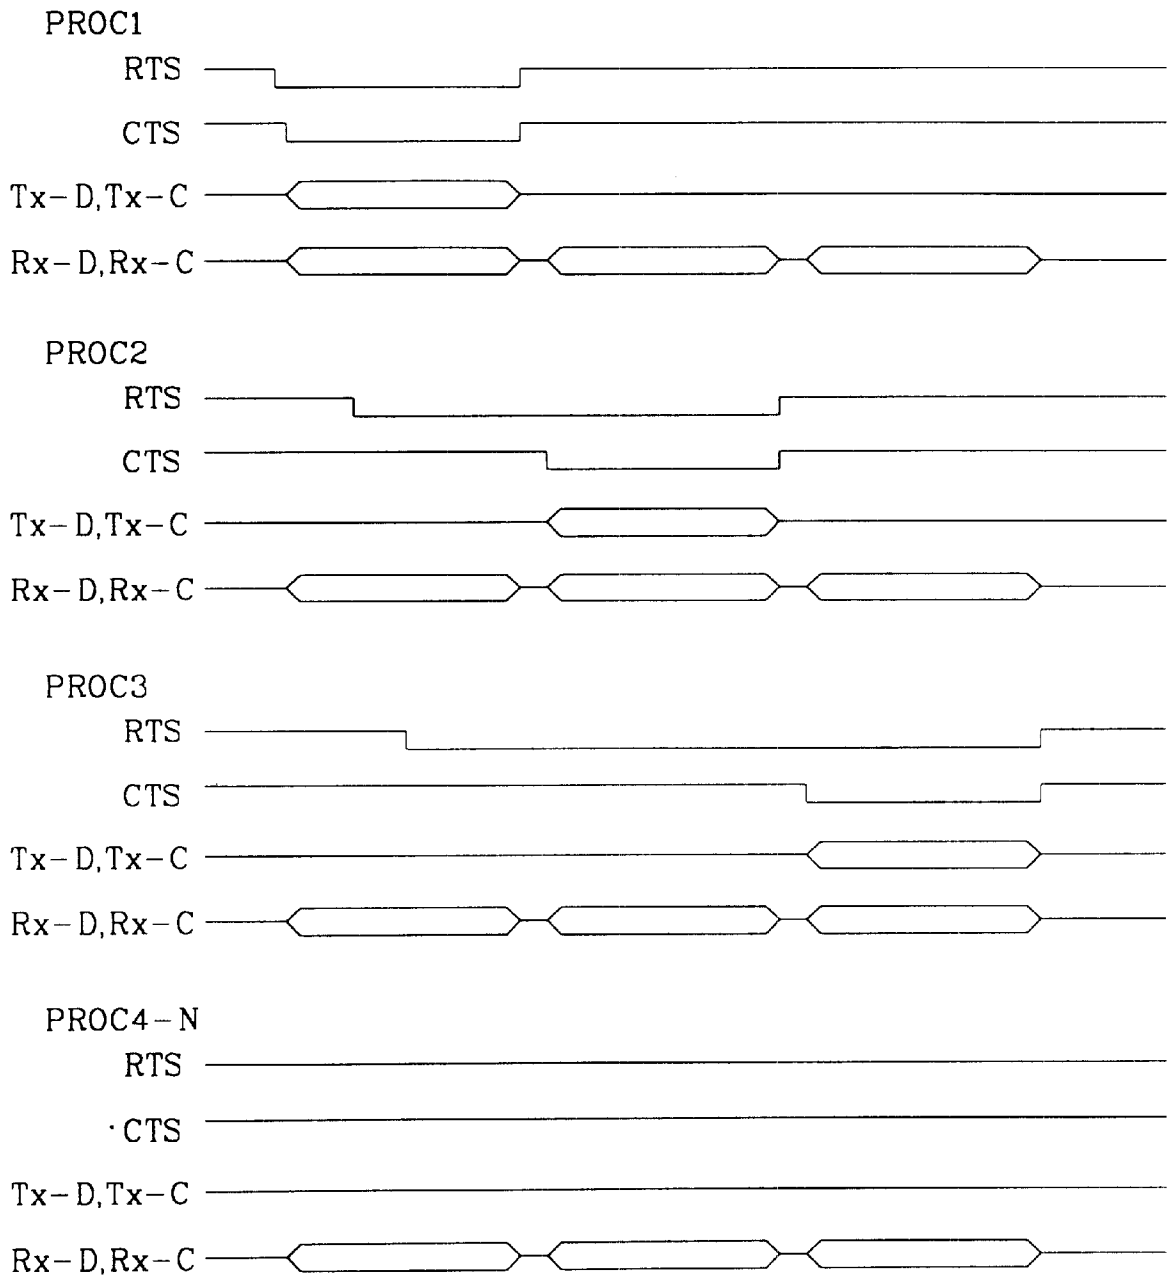 PROC1
RTS
CTS
Tx-D,Tx-C
Rx-D,Rx-C
PROC2
RTS
CTS
Tx-D,Tx-C
Rx-D,Rx-C
PROC3
RTS
CTS
Tx-D,Tx-C
Rx-D,Rx-C
PROC4-N
RTS
CTS
Tx-D,Tx-C
Rx-D,Rx-C